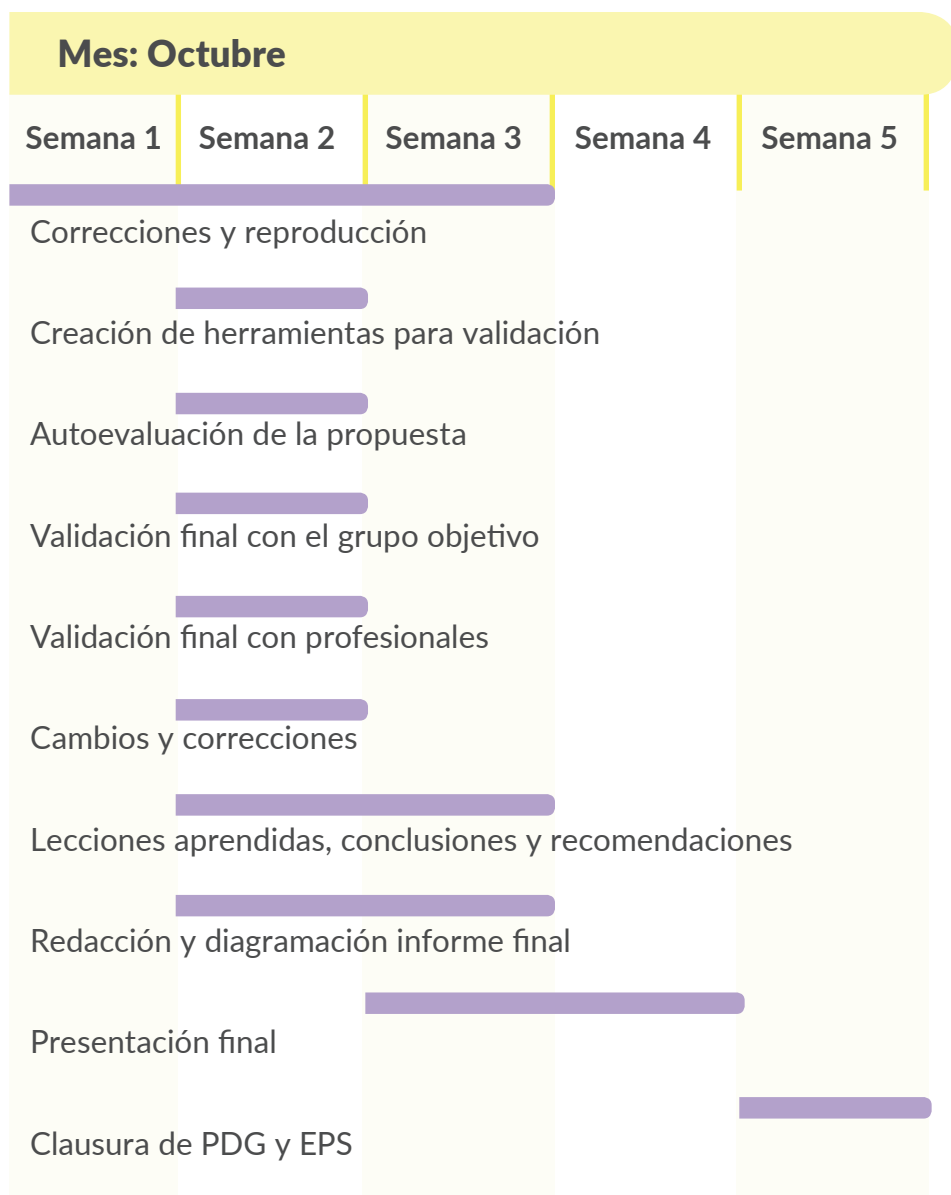 Mes: Octubre
Semana 1 Semana 2 Semana 3 Semana 4 Semana 5
Correcciones y reproducción
Creación de herramientas para validación
Autoevaluación de la propuesta
Validación final con el grupo objetivo
Validación final con profesionales
Cambios y correcciones
Lecciones aprendidas, conclusiones y recomendaciones
Redacción y diagramación informe final
Presentación final
Clausura de PDG y EPS